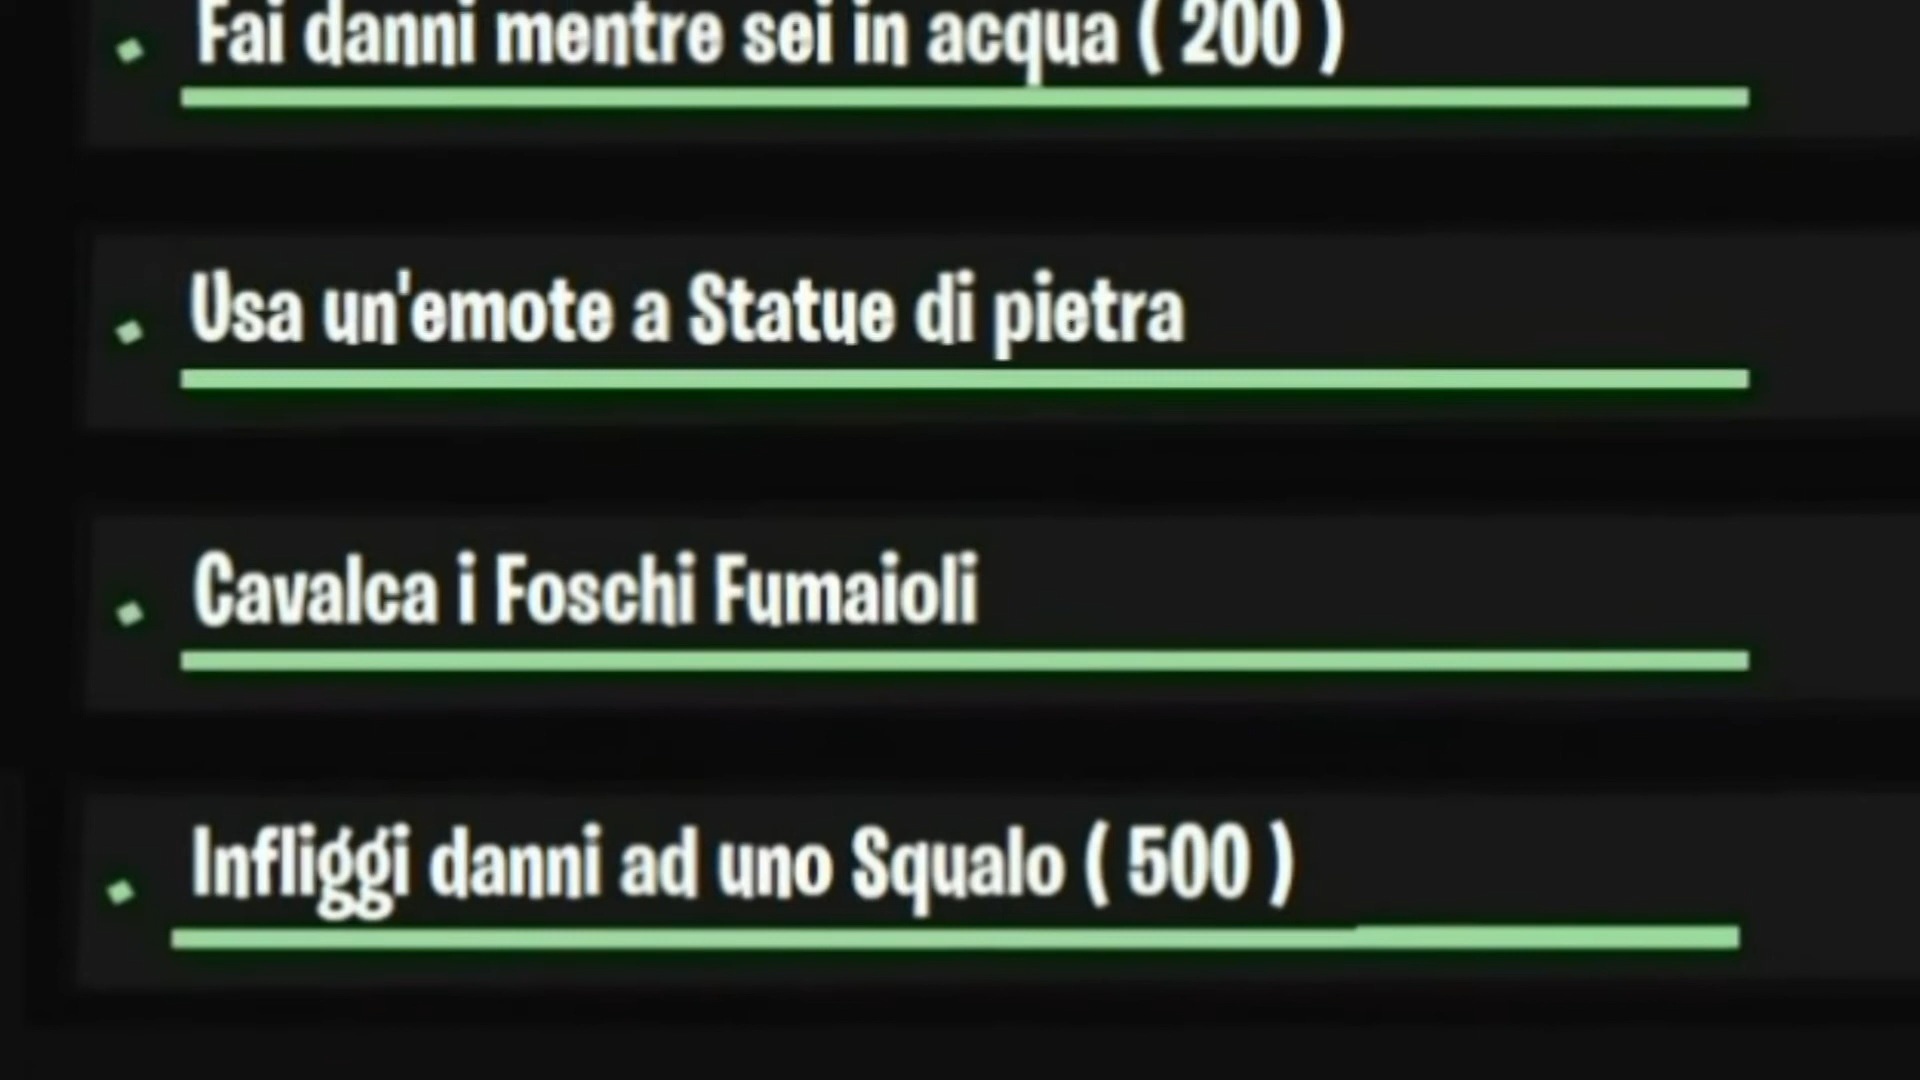 Fai danni mentre sei in acqua ( 200 )
Usa un'emote a Statue di pietra
Cavalca i Foschi Fumaioli
Infliggi danni ad uno Squalo ( 500 )